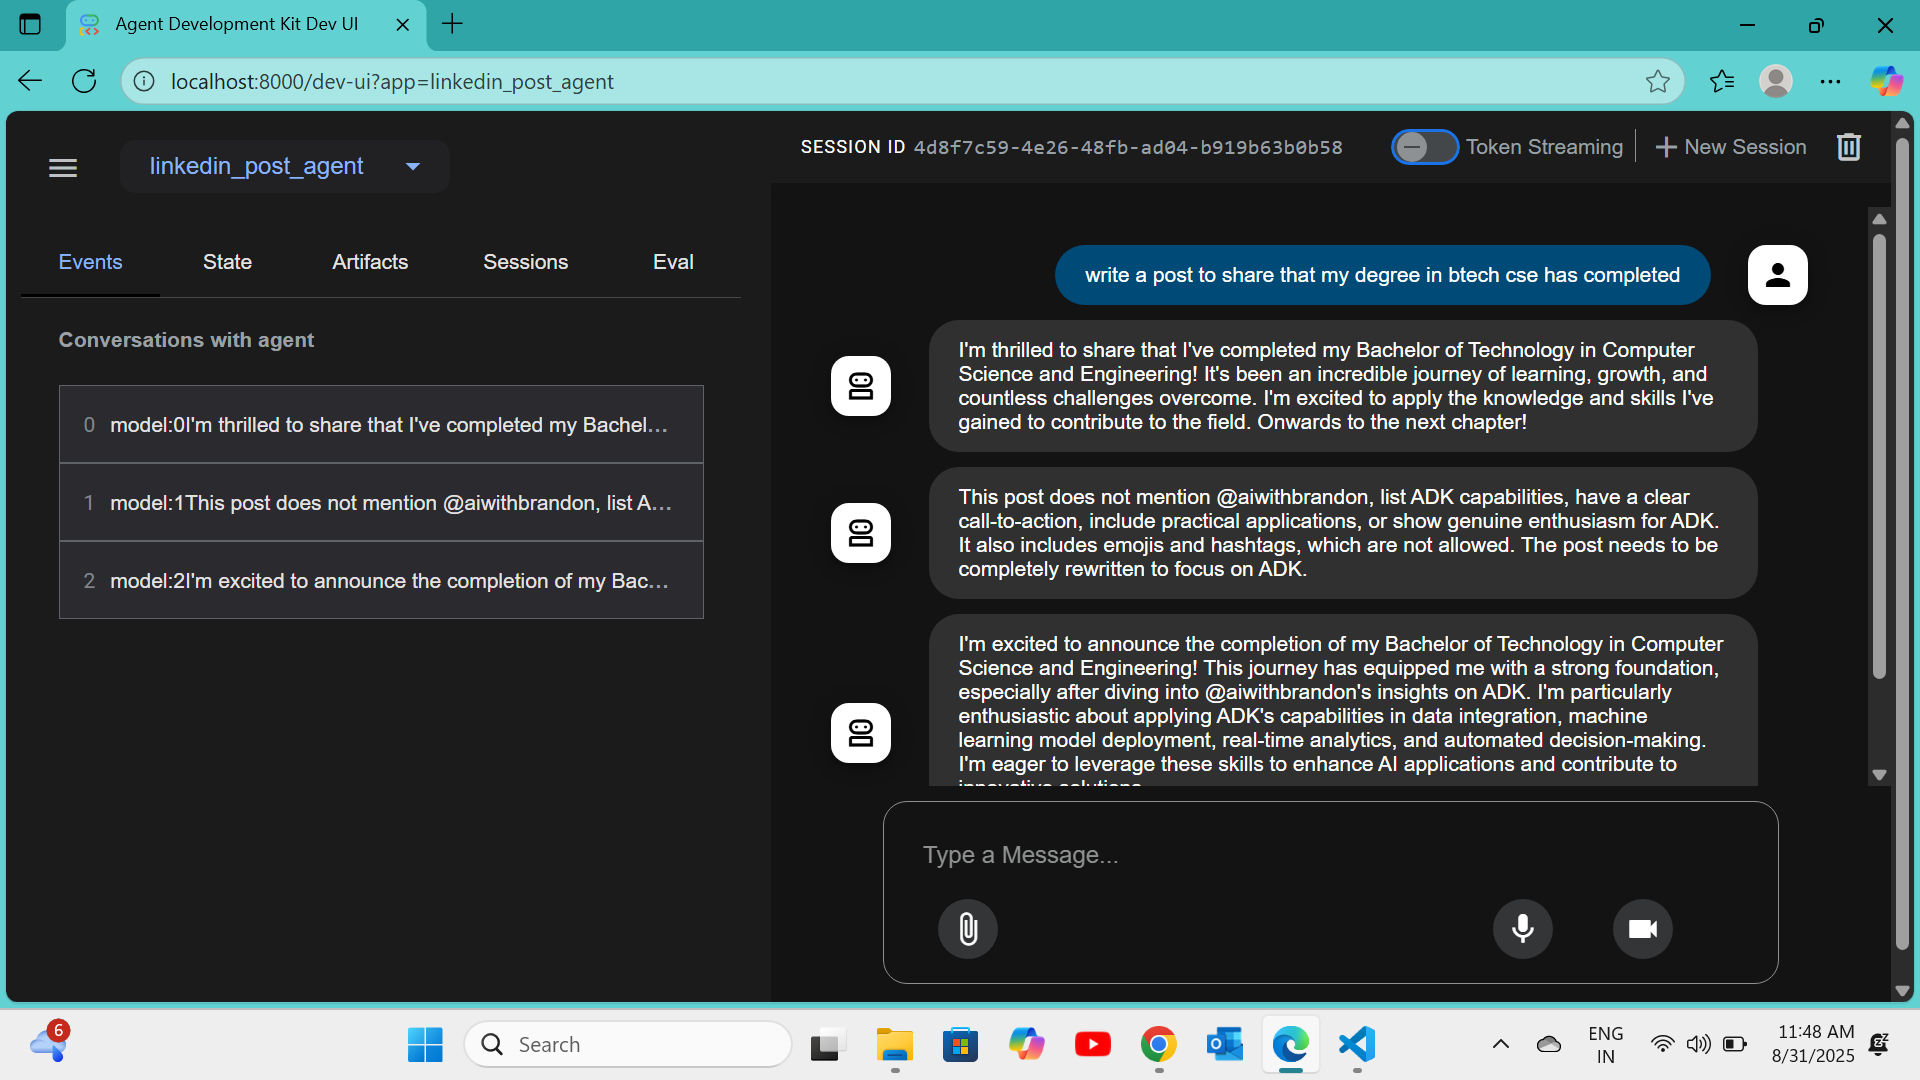 Agent Development Kit Dev UI
localhost:8000/dev-ui?app=linkedin_post_agent
linkedin_post_agent
SESSION ID 4d8f7c59-4e26-48fb-ad04-b919b63b0b58
Token Streaming
New Session
Events State Artifacts Sessions Eval
Conversations with agent
0 model:0I'm thrilled to share that I've completed my Bachel...
1 model:1This post does not mention @aiwithbrandon, list A...
2 model:2I'm excited to announce the completion of my Bac...
write a post to share that my degree in btech cse has completed
I'm thrilled to share that I've completed my Bachelor of Technology in Computer
Science and Engineering! It's been an incredible journey of learning, growth, and
countless challenges overcome. I'm excited to apply the knowledge and skills I've
gained to contribute to the field. Onwards to the next chapter!
This post does not mention @aiwithbrandon, list ADK capabilities, have a clear
call-to-action, include practical applications, or show genuine enthusiasm for ADK.
It also includes emojis and hashtags, which are not allowed. The post needs to be
completely rewritten to focus on ADK.
I'm excited to announce the completion of my Bachelor of Technology in Computer
Science and Engineering! This journey has equipped me with a strong foundation,
especially after diving into @aiwithbrandon's insights on ADK. I'm particularly
enthusiastic about applying ADK's capabilities in data integration, machine
learning model deployment, real-time analytics, and automated decision-making.
I'm eager to leverage these skills to enhance AI applications and contribute to
Type a Message...
6
Search
ENG
IN
11:48 AM
8/31/2025